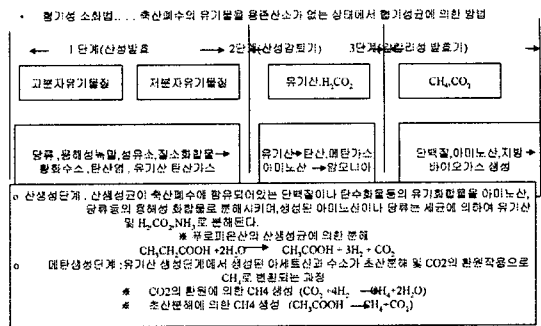 • 혐기성 소화법. . . . 축산폐수의 유기물을 용존산소가 없는 상태에서 혐기성균에 의한 방법
1 단계(산성발효 2단계(산성감퇴기) 3단계(알칼리성 발효기)
고분자유기물질 저분자유기물질 유기산.H₂CO₂ CH₄.CO₂
당류,용해성녹말,섬유소,질소화합물→
황화수소,탄산염, 유기산 탄산가스
유기산→탄산,메탄가스
아미노산 →암모니아
단백질,아미노산,지방→
바이오가스 생성
o 산생성단계 . 산생성균이 축산폐수에 함유되어있는 단백질이나 탄수화물등의 유기화합물을 아미노산,
당류등의 용해성 화합물로 분해시키며,생성된 아미노산이나 당류는 세균에 의하여 유기산
및 H₂,CO₂,NH₃로 분해된다.
※ 푸로피온산의 산생성균에 의한 분해
CH₃CH₂COOH +2H₂O → CH₃COOH + 3H₂ + CO₂
o 메탄생성단계 :유기산 생성단계에서 생성된 아세트산과 수소가 초산분해 및 CO2의 환원작용으로
CH₄로 변환되는 과정
※ CO2의 환원에 의한 CH4 생성 (CO₂ +4H₂ → CH₄+2H₂O)
※ 초산분해에 의한 CH4 생성 (CH₃COOH → CH₄+CO₂)